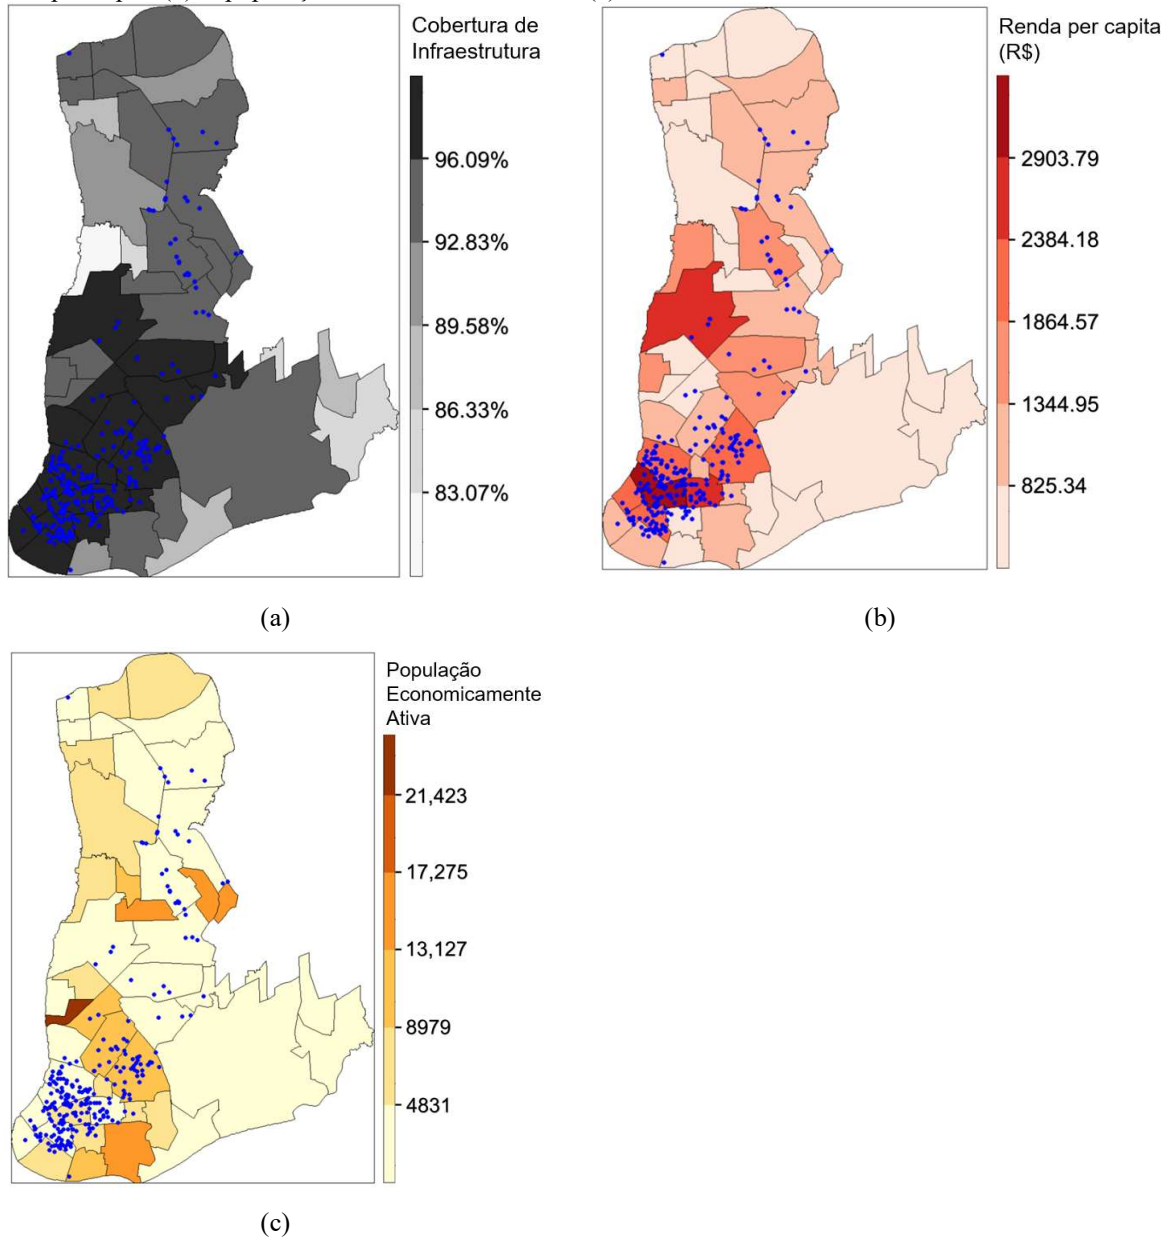 Cobertura de
Infraestrutura
96.09%
92.83%
89.58%
86.33%
83.07%
Renda per capita
(R$)
2903.79
2384.18
1864.57
1344.95
825.34
(a)
(b)
População
Economicamente
Ativa
21,423
17,275
13,127
8979
4831
(c)